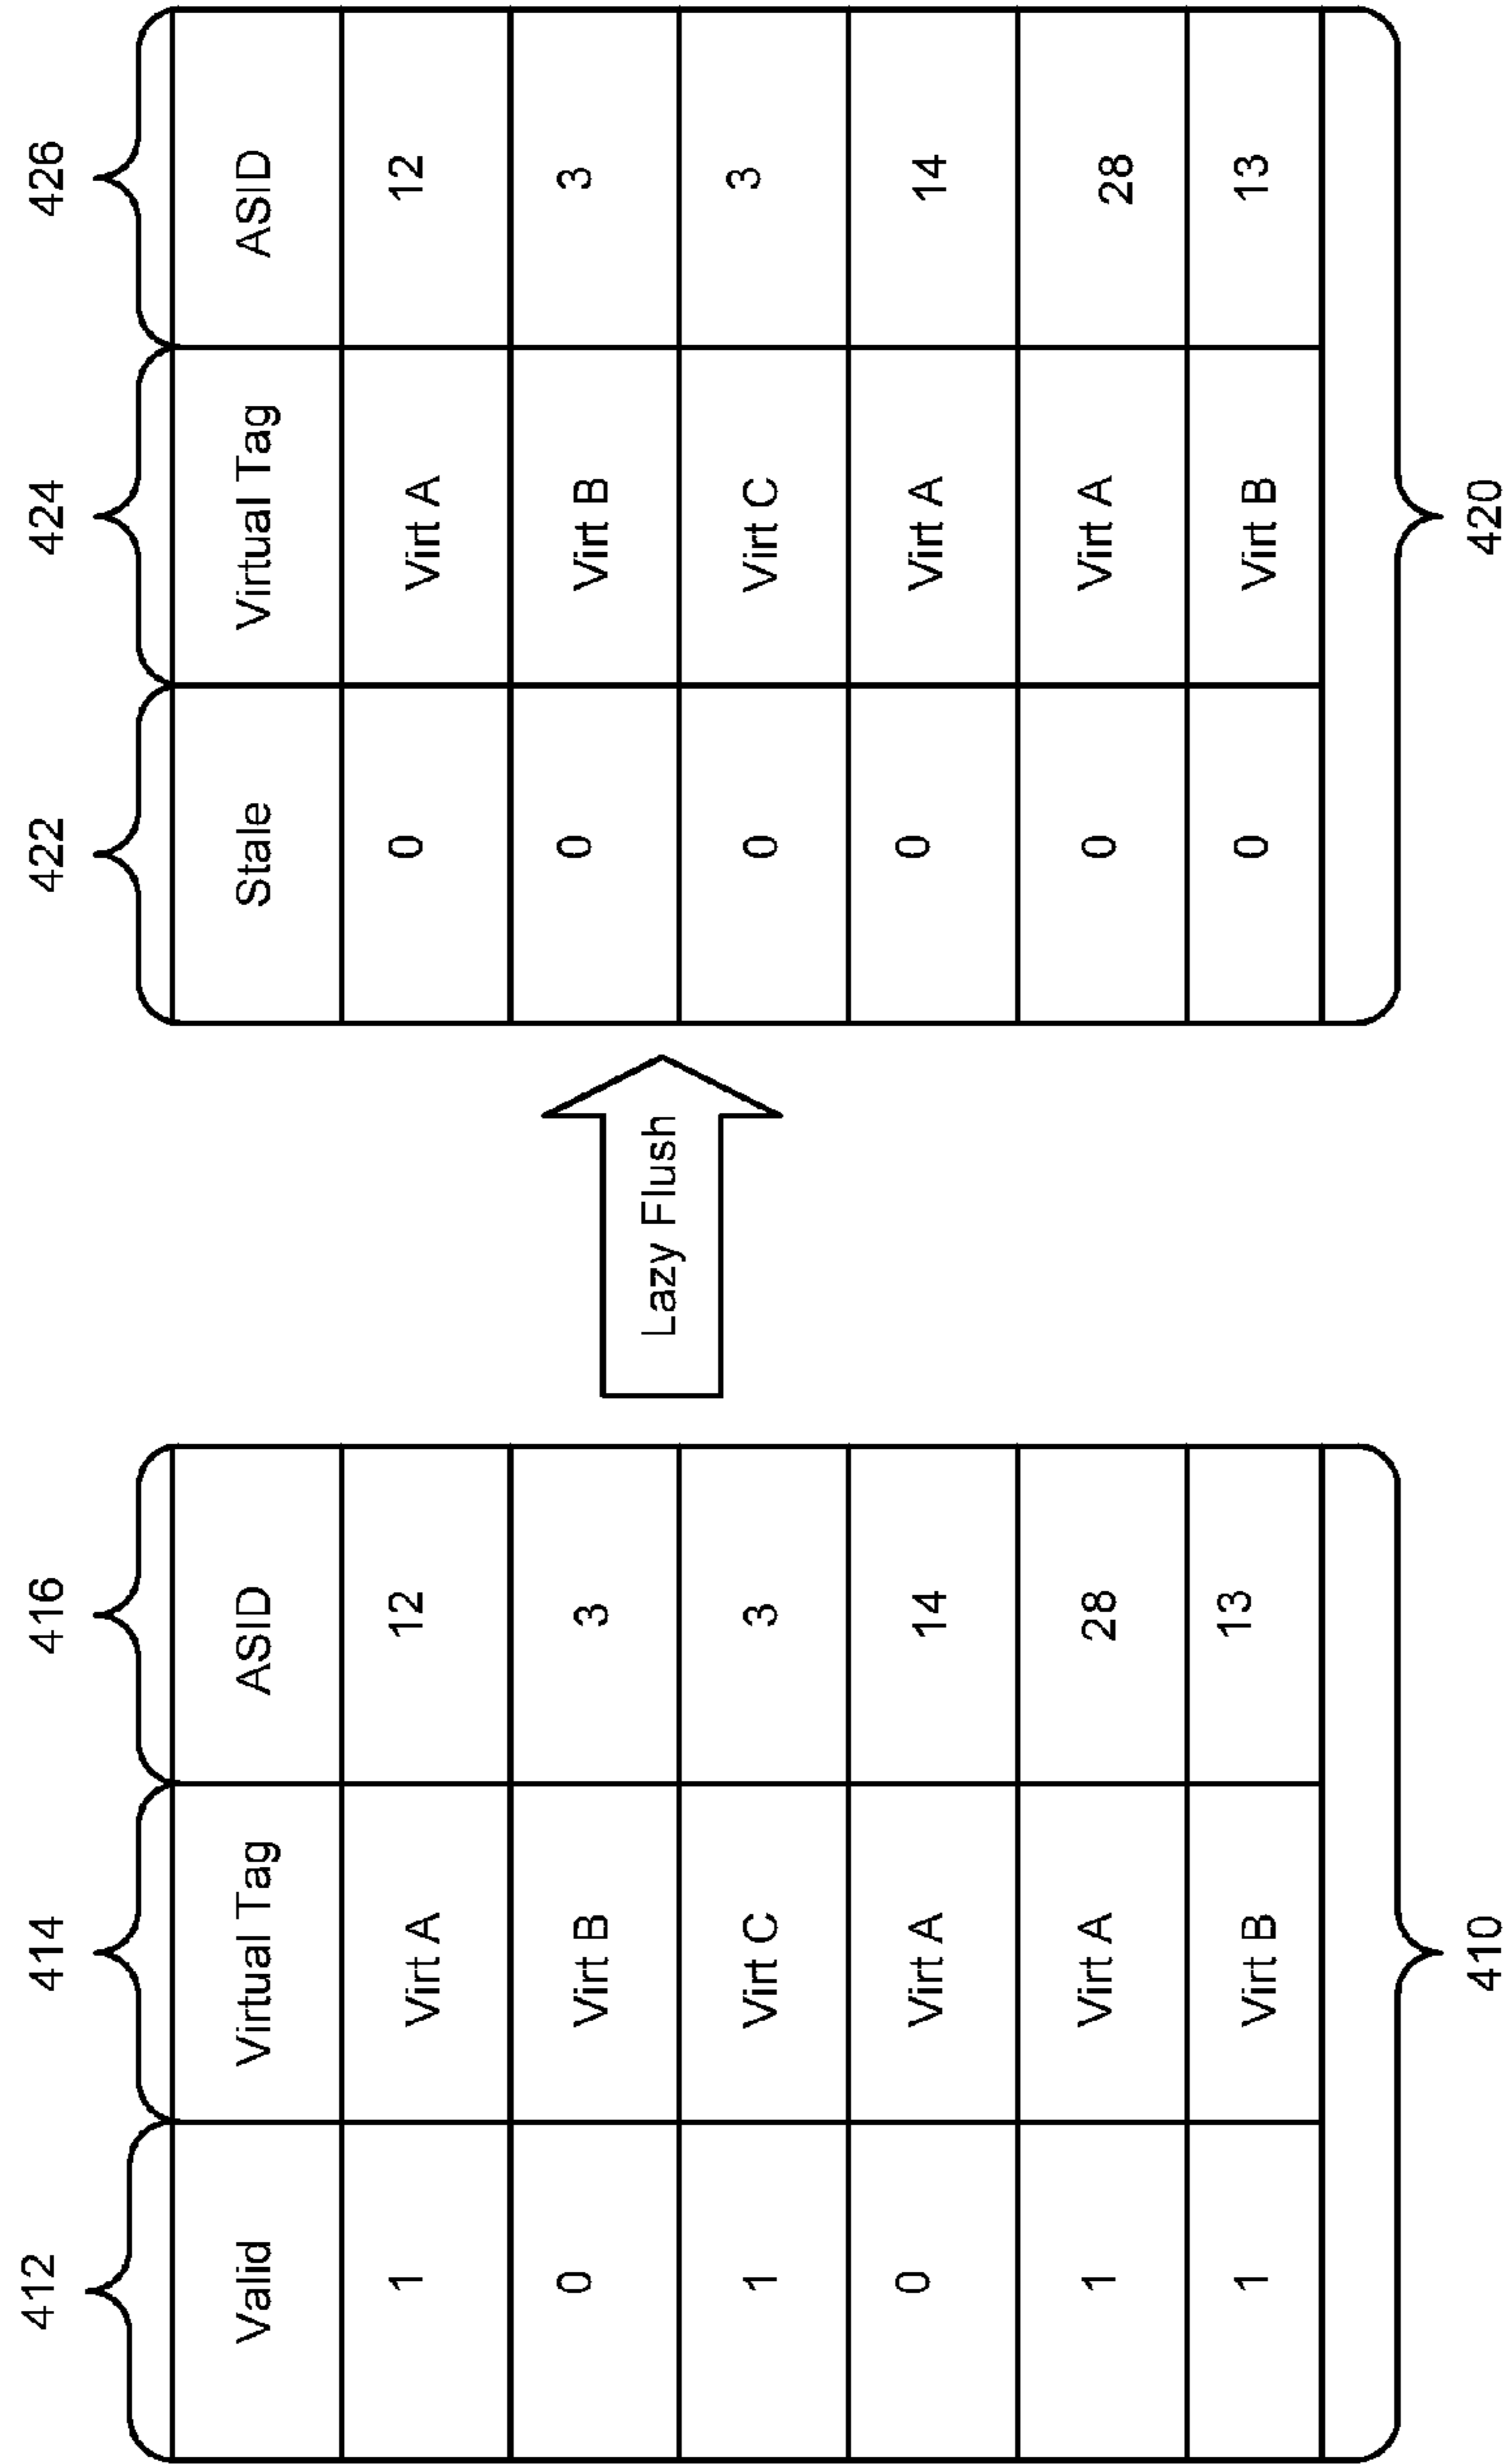 412 414 416 422 424 426
Valid Virtual Tag ASID Stale Virtual Tag ASID
1 Virt A 12 0 Virt A 12
0 Virt B 3 0 Virt B 3
1 Virt C 3 Lazy Flush 0 Virt C 3
0 Virt A 14 0 Virt A 14
1 Virt A 28 0 Virt A 28
1 Virt B 13 0 Virt B 13
410 420